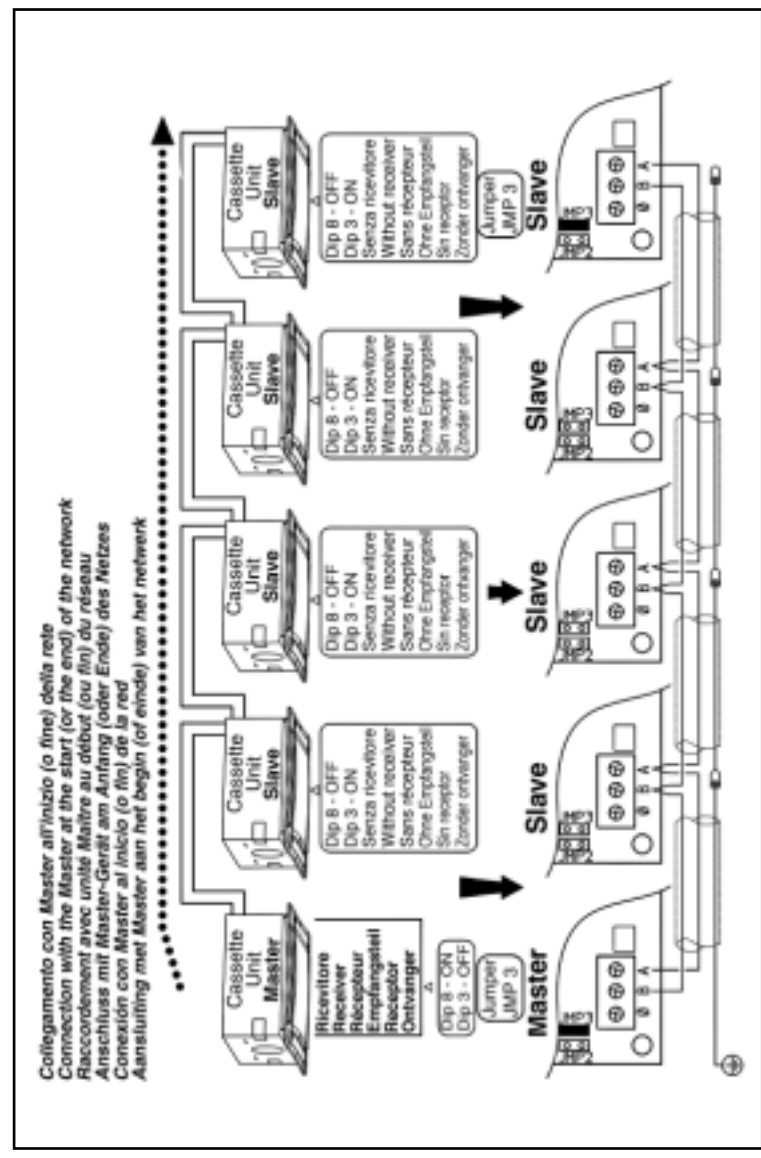 Collegamento con Master all'inizio (o fine) della rete
Connection with the Master at the start (or the end) of the network
Raccordement avec unité Maître au début (ou fin) du réseau
Anschluss mit Master-Gerät am Anfang (oder Ende) des Netzes
Conexión con Master al inicio (o fin) de la red
Aansluiting met Master aan het begin (of einde) van het netwerk
Cassette
Unit
Master
Cassette
Unit
Slave
Cassette
Unit
Slave
Cassette
Unit
Slave
Cassette
Unit
Slave
Ricevitore
Receiver
Récepteur
Empfangsteil
Receptor
Ontvanger
Dip 8 - ON
Dip 3 - OFF
Jumper
JMP 3
Dip 8 - OFF
Dip 3 - ON
Senza ricevitore
Without receiver
Sans récepteur
Ohne Empfangsteil
Sin receptor
Zonder ontvanger
Dip 8 - OFF
Dip 3 - ON
Senza ricevitore
Without receiver
Sans récepteur
Ohne Empfangsteil
Sin receptor
Zonder ontvanger
Dip 8 - OFF
Dip 3 - ON
Senza ricevitore
Without receiver
Sans récepteur
Ohne Empfangsteil
Sin receptor
Zonder ontvanger
Dip 8 - OFF
Dip 3 - ON
Senza ricevitore
Without receiver
Sans récepteur
Ohne Empfangsteil
Sin receptor
Zonder ontvanger
Jumper
JMP 3
Master
Slave
Slave
Slave
Slave
JMP2
Ø B A
JMP2
Ø B A
JMP2
Ø B A
JMP2
Ø B A
JMP2
Ø B A